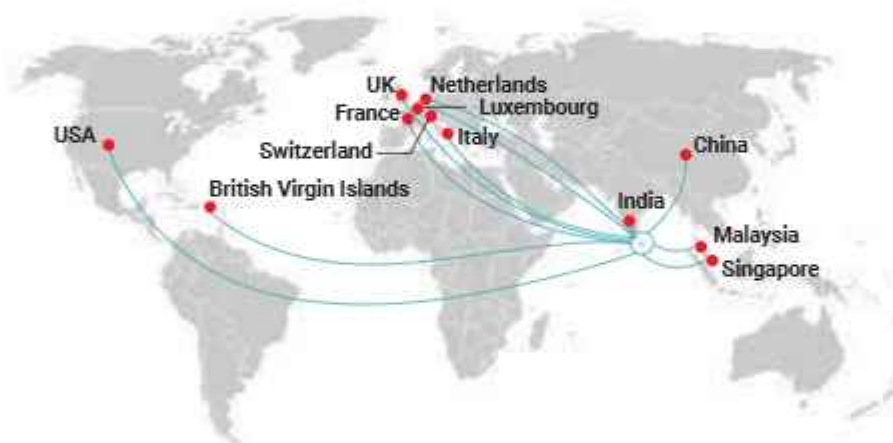 UK
Netherlands
Luxembourg
France
USA
Italy
China
Switzerland
British Virgin Islands
India
Malaysia
Singapore